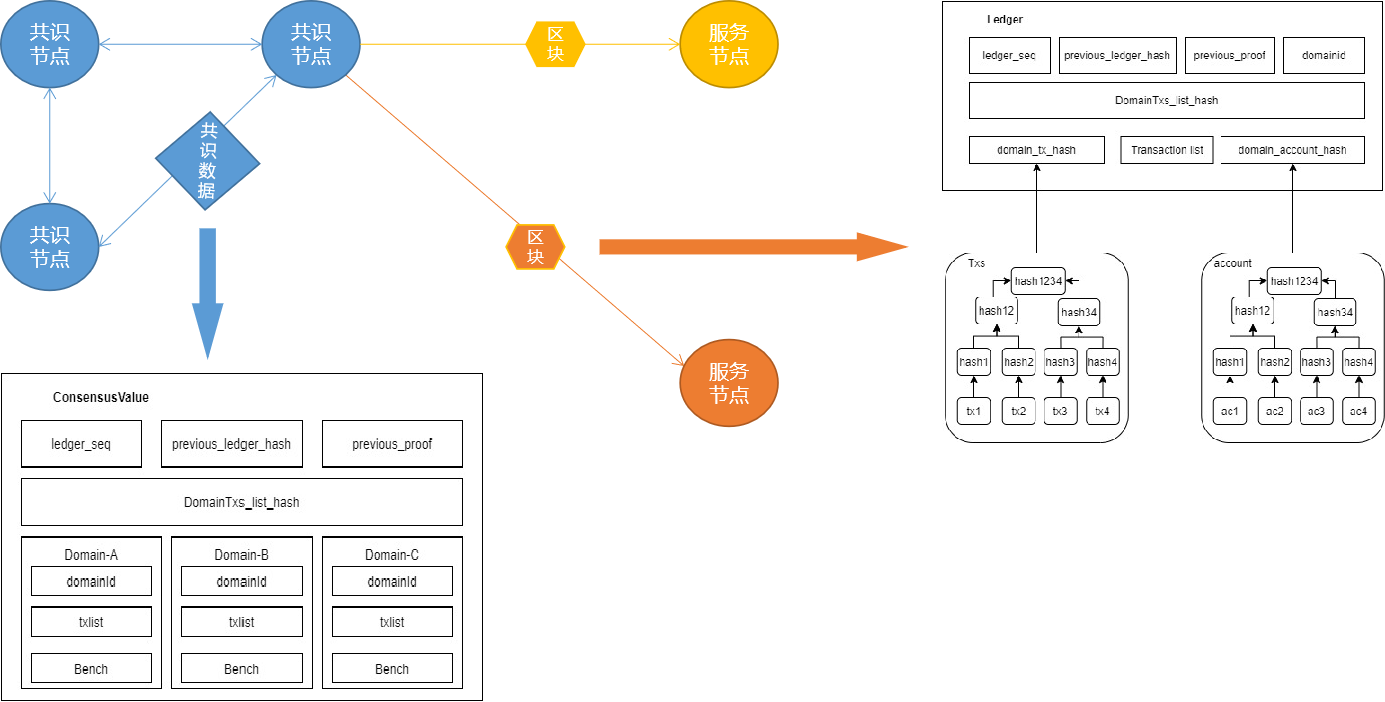 共识
节点
共识
节点
区
块
服务
节点
共
识
数
据
共识
节点
区
块
服务
节点
ConsensusValue
ledger_seq
previous_ledger_hash
previous_proof
DomainTxs_list_hash
Domain-A
domainId
txlist
Bench
Domain-B
domainId
txlist
Bench
Domain-C
domainId
txlist
Bench
Ledger
ledger_seq
previous_ledger_hash
previous_proof
domainid
DomainTxs_list_hash
domain_tx_hash
Transaction list
domain_account_hash
Txs
hash1234
hash12
hash34
hash1
hash2
hash3
hash4
tx1
tx2
tx3
tx4
account
hash1234
hash12
hash34
hash1
hash2
hash3
hash4
ac1
ac2
ac3
ac4